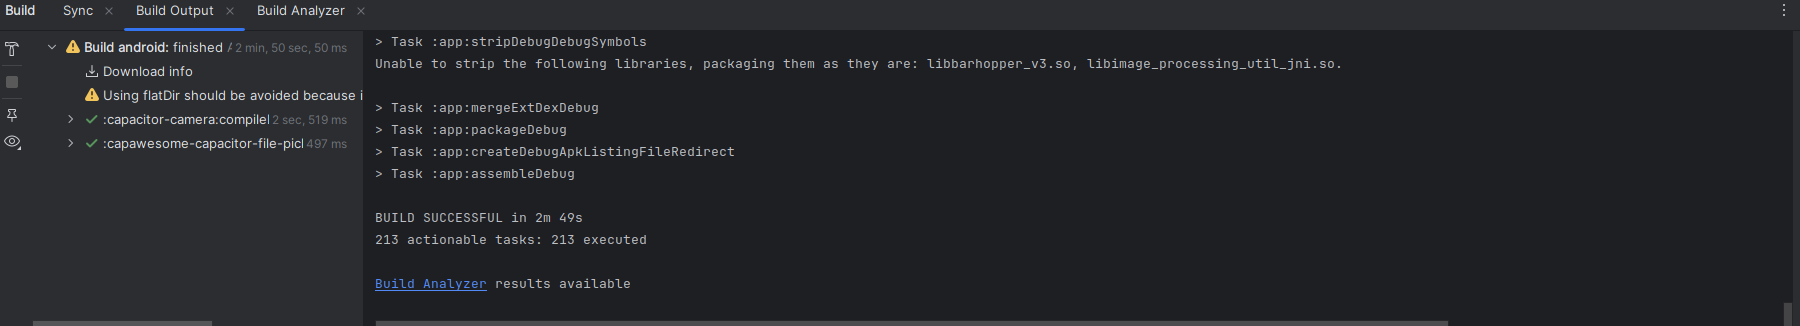 Build Sync Build Output Build Analyzer
Build android: finished 2 min, 50 sec, 50 ms
Download info
Using flatDir should be avoided because i
:capacitor-camera:compile 2 sec, 519 ms
:capawesome-capacitor-file-picl 497 ms
> Task :app:stripDebugDebugSymbols
Unable to strip the following libraries, packaging them as they are: libbarhopper_v3.so, libimage_processing_util_jni.so.
> Task :app:mergeExtDexDebug
> Task :app:packageDebug
> Task :app:createDebugApkListingFileRedirect
> Task :app:assembleDebug
BUILD SUCCESSFUL in 2m 49s
213 actionable tasks: 213 executed
Build Analyzer results available